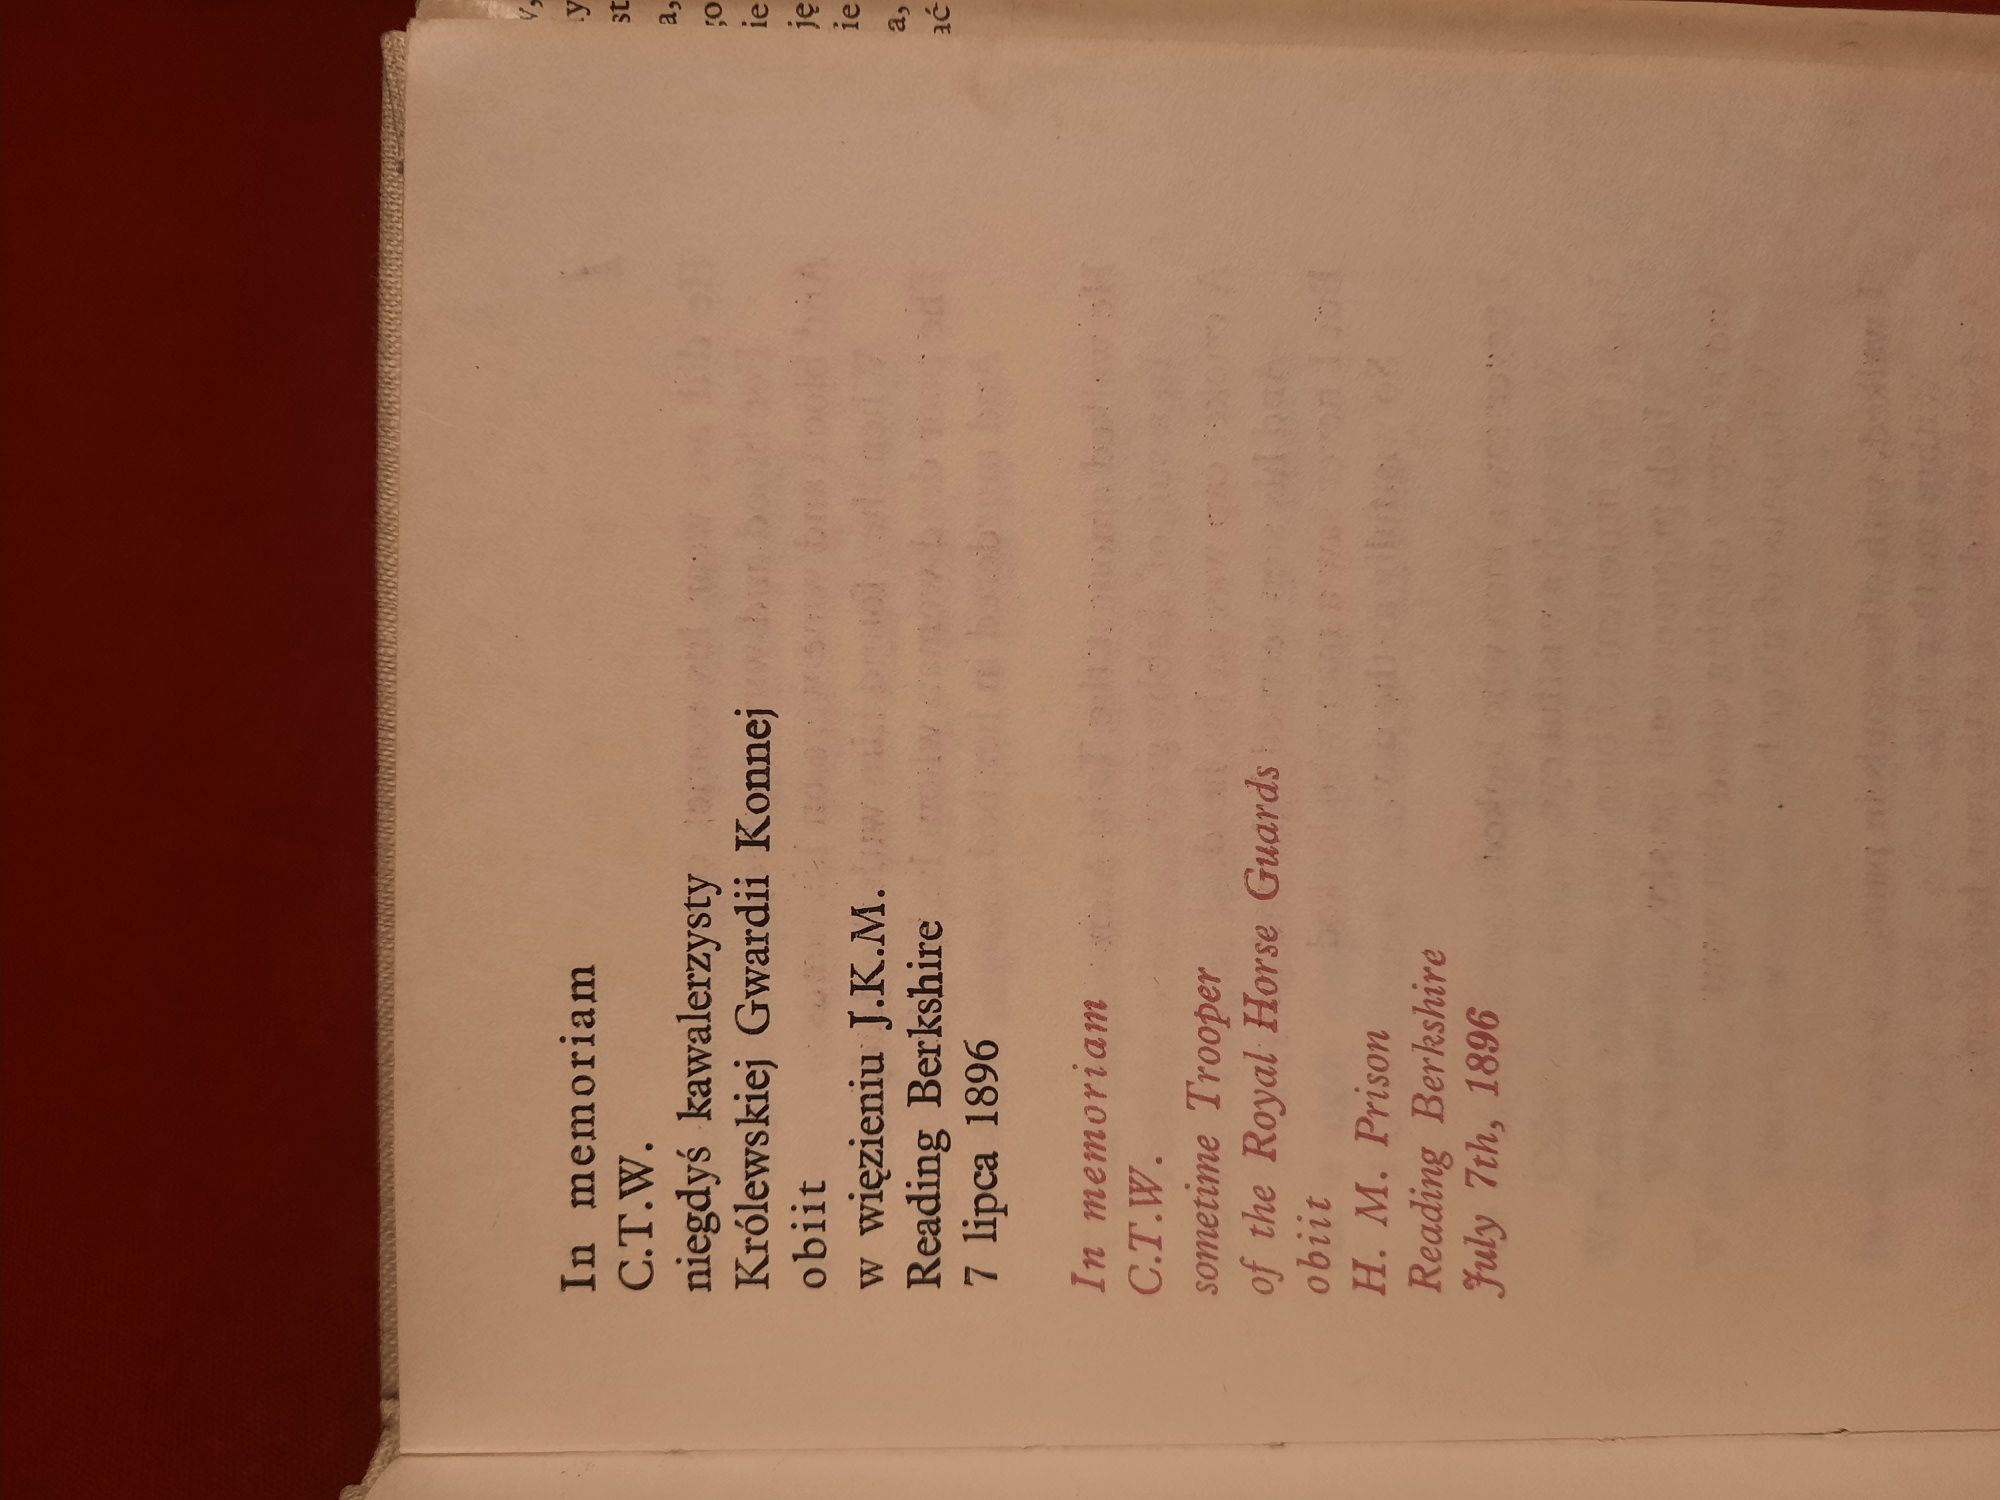 In memoriam
C.T.W.
niegdyś kawalerzysty
Królewskiej Gwardii Konnej
obiit
w więzieniu J.K.M.
Reading Berkshire
7 lipca 1896
In memoriam
C.T.W.
sometime Trooper
of the Royal Horse Guards
obiit
H. M. Prison
Reading Berkshire
July 7th, 1896